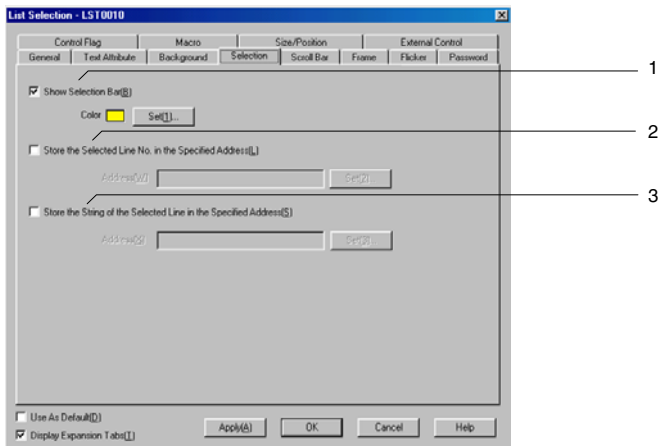 List Selection - LST0010
Control Flag Macro Size/Position External Control
General Text Attribute Background Selection Scroll Bar Frame Flicker Password
1
Show Selection Bar(B)
Color Set(1)...
2
Store the Selected Line No. in the Specified Address(L)
Address(W) Set(2)...
3
Store the String of the Selected Line in the Specified Address(S)
Address(X) Set(3)...
Use As Default(D)
Display Expansion Tabs(T)
Apply(A) OK Cancel Help